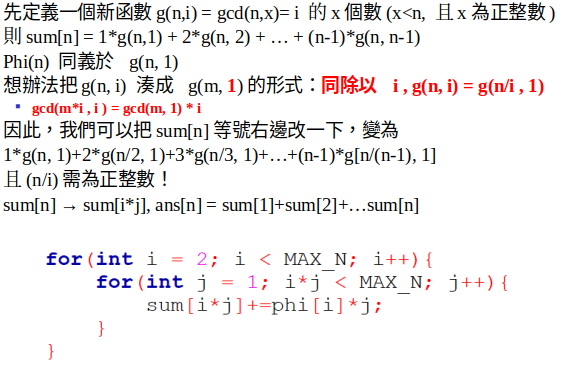 先定義一個新函數 g(n,i) = gcd(n,x)= i 的 x 個數 (x<n, 且 x 為正整數 )
則 sum[n] = 1*g(n,1) + 2*g(n, 2) + … + (n-1)*g(n, n-1)
Phi(n) 同義於 g(n, 1)
想辦法把 g(n, i) 湊成 g(m, 1) 的形式：同除以 i , g(n, i) = g(n/i , 1)
▪ gcd(m*i , i ) = gcd(m, 1) * i
因此，我們可以把 sum[n] 等號右邊改一下，變為
1*g(n, 1)+2*g(n/2, 1)+3*g(n/3, 1)+…+(n-1)*g[n/(n-1), 1]
且 (n/i) 需為正整數！
sum[n] → sum[i*j], ans[n] = sum[1]+sum[2]+…sum[n]
for(int i = 2; i < MAX_N; i++){
for(int j = 1; i*j < MAX_N; j++){
sum[i*j]+=phi[i]*j;
}
}